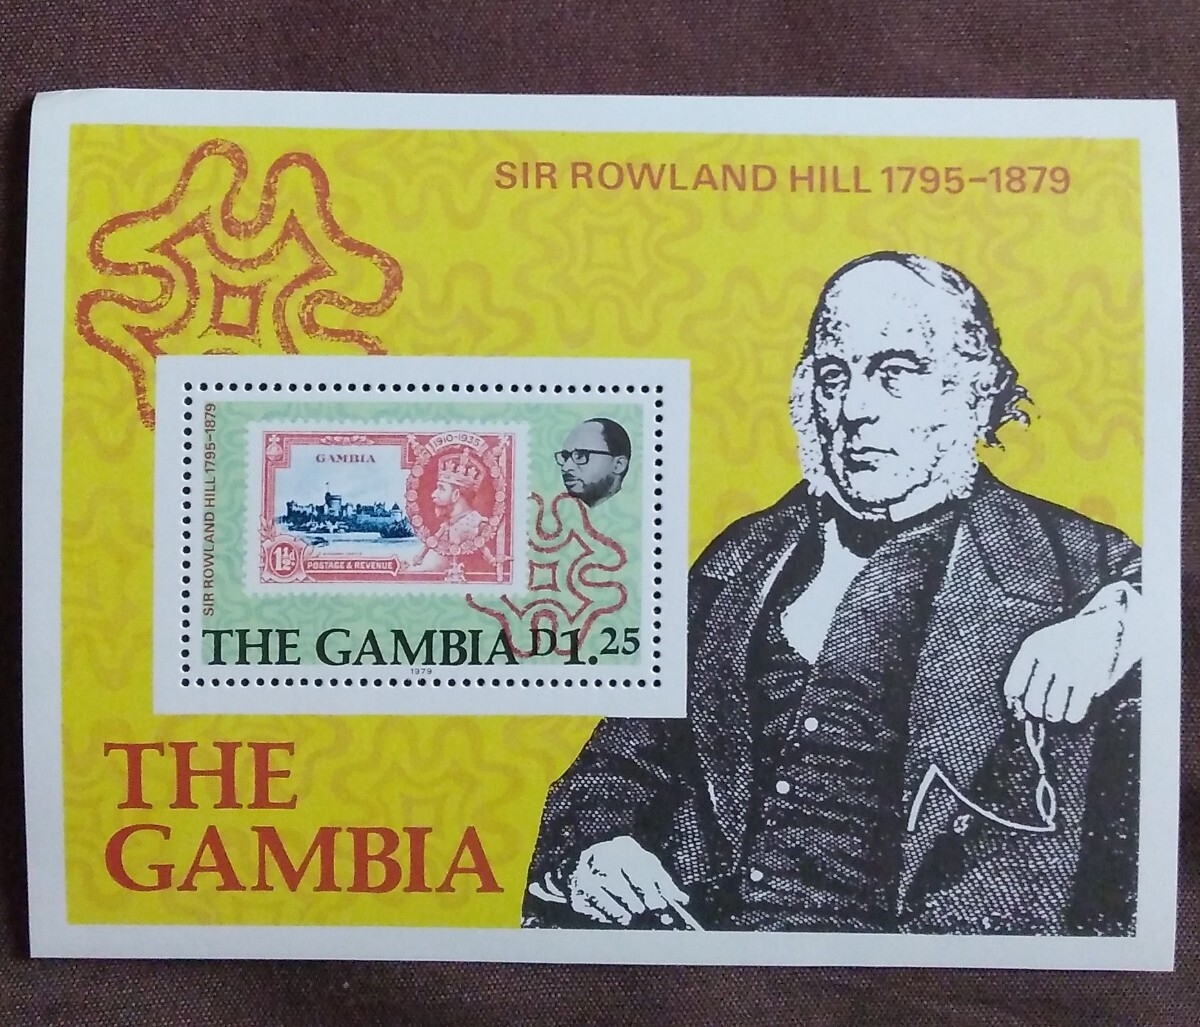 SIR ROWLAND HILL 1795-1879
SIR ROWLAND HILL 1795-1879
1910-1935
GAMBIA
1½d
POSTAGE & REVENUE
THE GAMBIA D1.25
1979
THE
GAMBIA